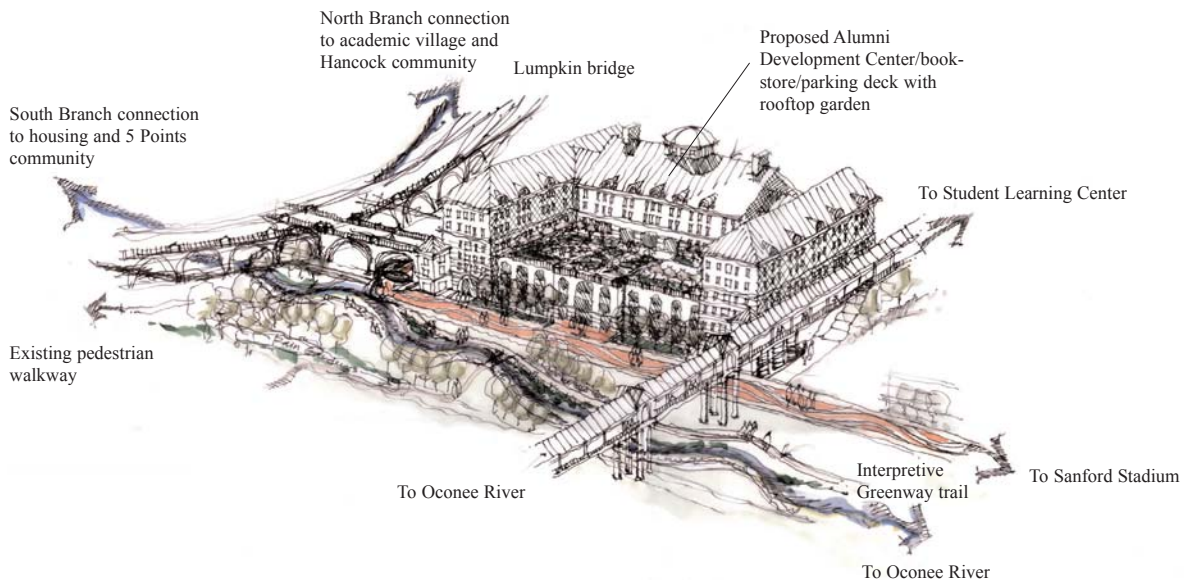 North Branch connection
to academic village and
Hancock community
Lumpkin bridge
Proposed Alumni
Development Center/book-
store/parking deck with
rooftop garden
South Branch connection
to housing and 5 Points
community
To Student Learning Center
Existing pedestrian
walkway
Rain Garden
To Oconee River
Interpretive
Greenway trail
To Sanford Stadium
To Oconee River